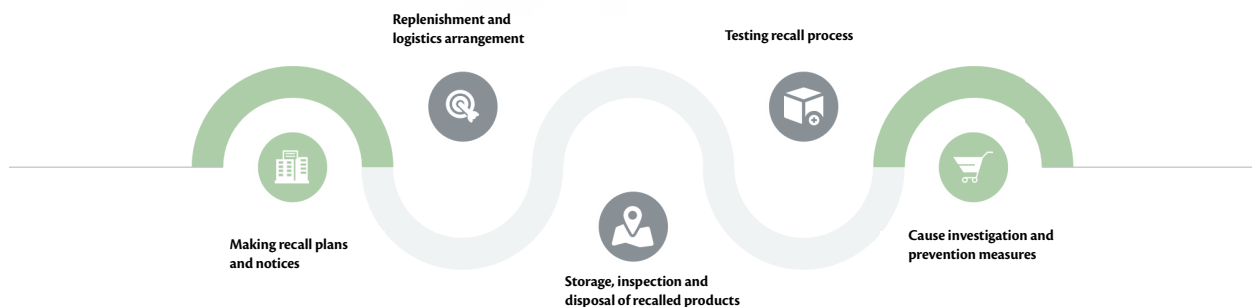 Replenishment and
logistics arrangement
Testing recall process
Making recall plans
and notices
Storage, inspection and
disposal of recalled products
Cause investigation and
prevention measures